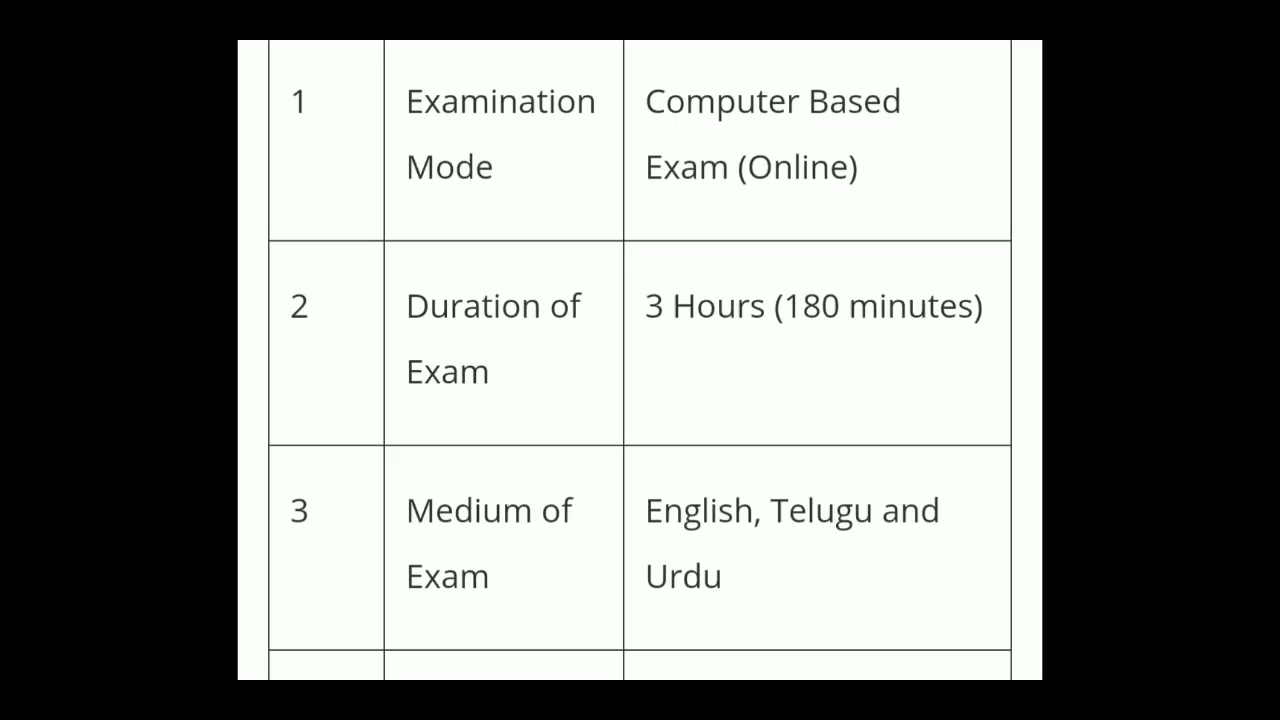 1 Examination Computer Based
Mode Exam (Online)
2 Duration of 3 Hours (180 minutes)
Exam
3 Medium of English, Telugu and
Exam Urdu